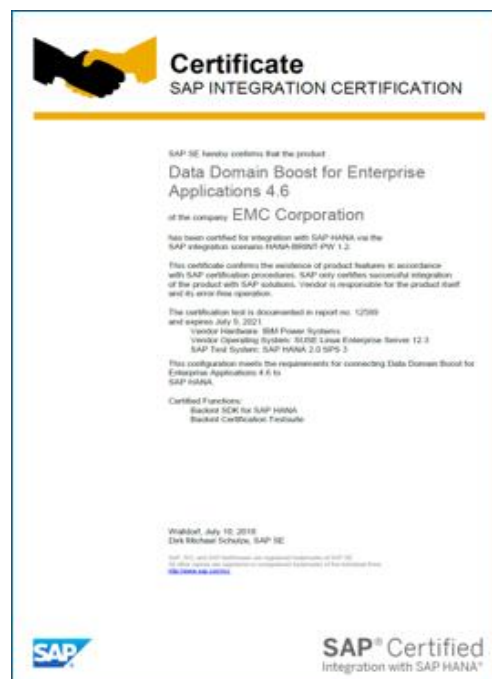 Certificate
SAP INTEGRATION CERTIFICATION
SAP SE hereby confirms that the product
Data Domain Boost for Enterprise
Applications 4.6
of the company EMC Corporation
has been certified for integration with SAP HANA via the
SAP integration scenario HANA-BRINT-PW 1.2.
This certificate confirms the existence of product features in accordance
with SAP certification procedures. SAP only certifies successful integration
of the product with SAP solutions. Vendor is responsible for the product itself
and its error-free operation.
The certification test is documented in report no.
and expires July 9, 2021
Vendor Hardware: IBM Power Systems
Vendor Operating System: SUSE Linux Enterprise Server 12.3
SAP Test System: SAP HANA 2.0 SPS 3
This configuration meets the requirements for connecting Data Domain Boost for
Enterprise Applications 4.6 to
SAP HANA.
Certified Functions:
Backint SDK for SAP HANA
Backint Certification Testsuite
Walldorf, July 10,
Dirk Michael Schulze, SAP SE
SAP
SAP® Certified
Integration with SAP HANA®